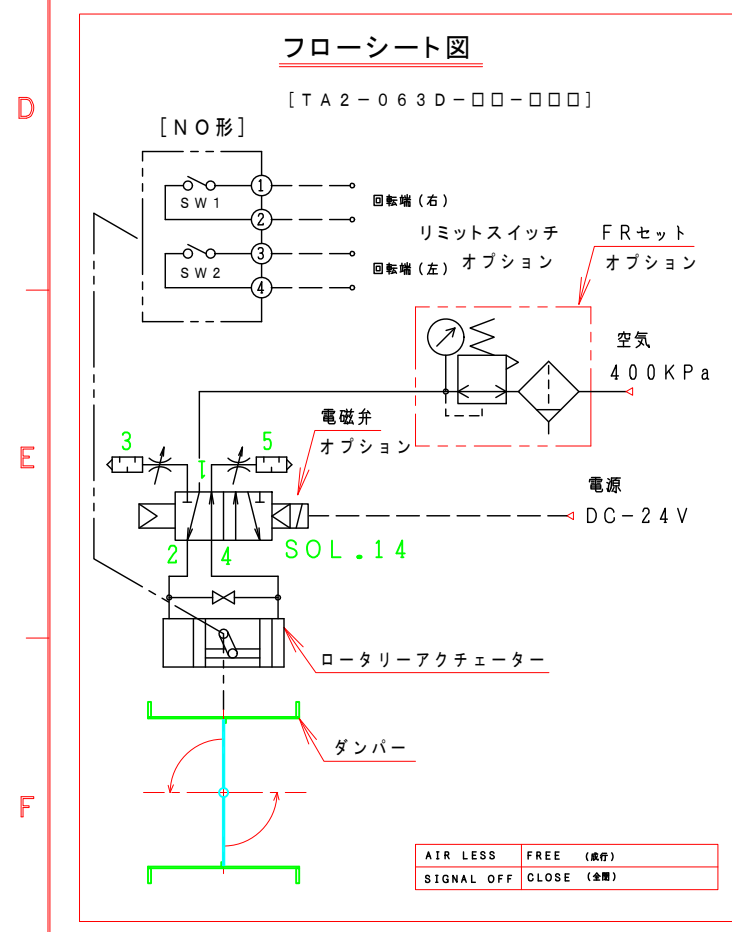 フローシート図
[TA2-063D-□□-□□□]
D
[NO形]
1
SW1
2
回転端(右)
3
SW2
4
回転端(左)
リミットスイッチ
オプション
FRセット
オプション
空気
400KPa
電磁弁
オプション
3
1
5
E
電源
DC-24V
2
4
SOL.14
ロータリーアクチェーター
ダンパー
F
AIR LESS FREE (成行)
SIGNAL OFF CLOSE (全閉)